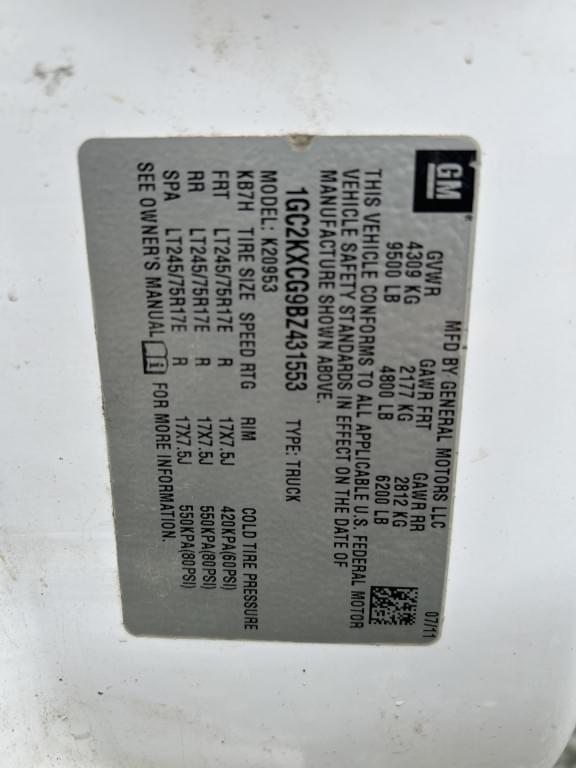 GM
MFD BY GENERAL MOTORS LLC 07/11
GVWR GAWR FRT GAWR RR
4309 KG 2177 KG 2812 KG
9500 LB 4800 LB 6200 LB
THIS VEHICLE CONFORMS TO ALL APPLICABLE U.S. FEDERAL MOTOR
VEHICLE SAFETY STANDARDS IN EFFECT ON THE DATE OF
MANUFACTURE SHOWN ABOVE.
1GC2KXCG9BZ431553 TYPE: TRUCK
MODEL: K20953
KB7H TIRE SIZE SPEED RTG RIM COLD TIRE PRESSURE
FRT LT245/75R17E R 17X7.5J 420KPA(60PSI)
RR LT245/75R17E R 17X7.5J 550KPA(80PSI)
SPA LT245/75R17E R 17X7.5J 550KPA(80PSI)
SEE OWNER'S MANUAL FOR MORE INFORMATION.